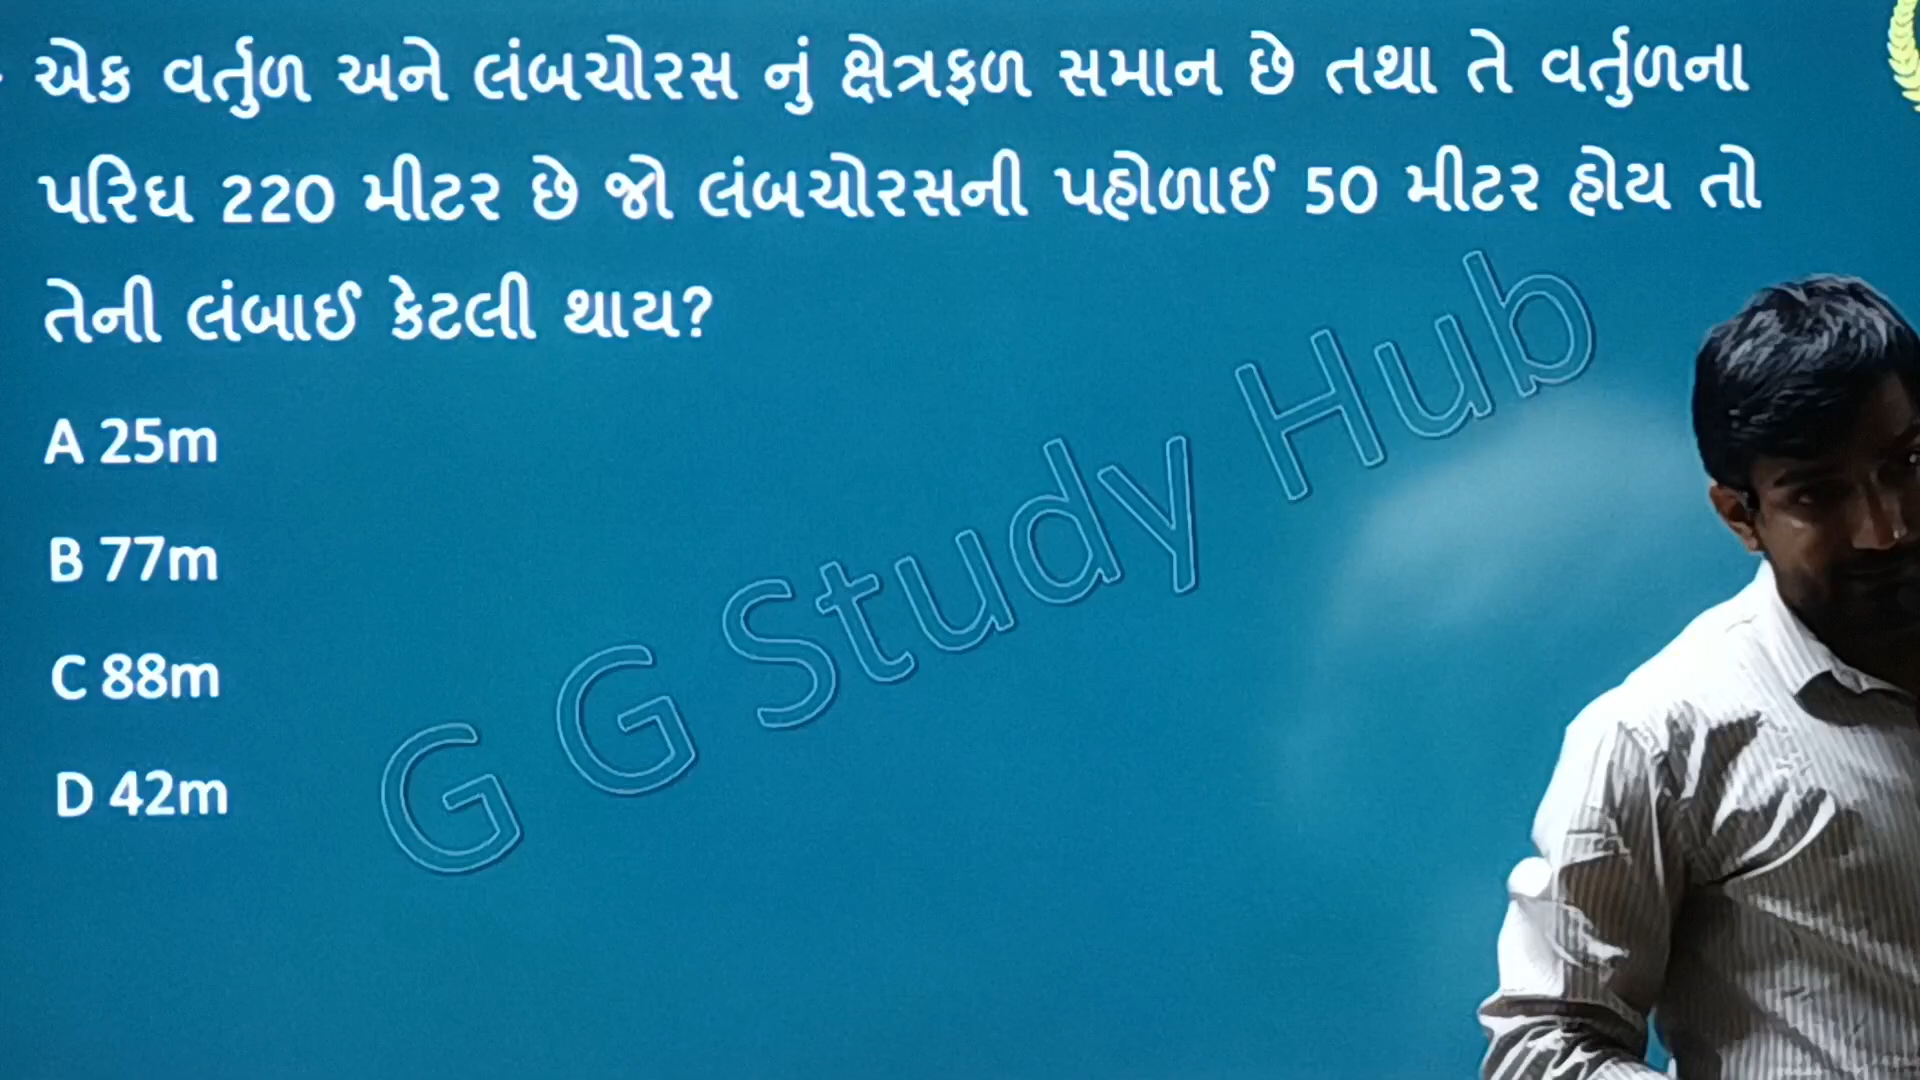 એક વર્તુળ અને લંબચોરસ નું ક્ષેત્રફળ સમાન છે તથા તે વર્તુળના
પરિઘ 220 મીટર છે જો લંબચોરસની પહોળાઈ 50 મીટર હોય તો
તેની લંબાઈ કેટલી થાય?
A 25m
B 77m
C 88m
D 42m
G G Study Hub